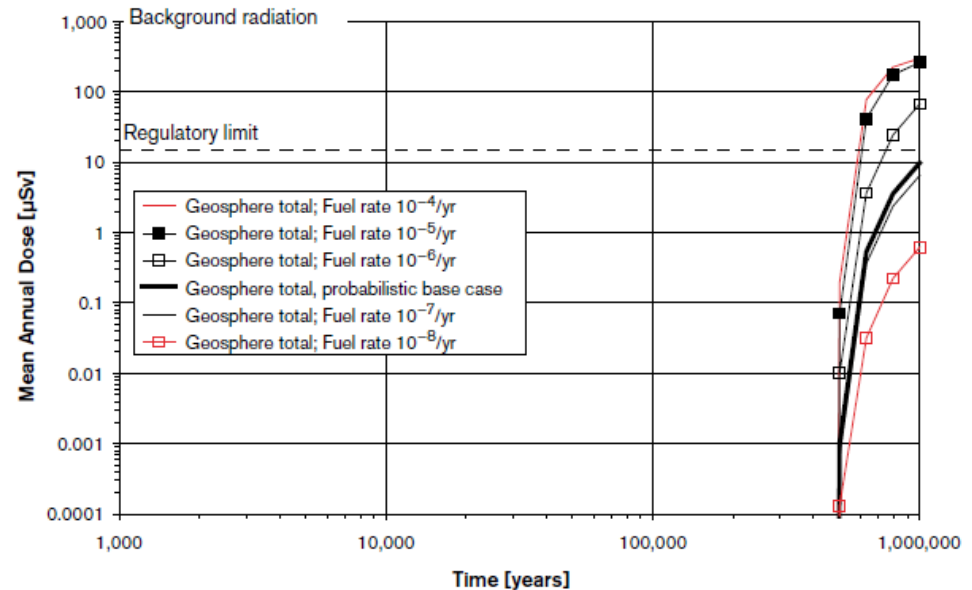 Background radiation
1,000
100
Regulatory limit
10
Geosphere total; Fuel rate 10⁻⁴/yr
Geosphere total; Fuel rate 10⁻⁵/yr
1
Geosphere total; Fuel rate 10⁻⁶/yr
Geosphere total, probabilistic base case
0.1
Geosphere total; Fuel rate 10⁻⁷/yr
Geosphere total; Fuel rate 10⁻⁸/yr
0.01
0.001
0.0001
Mean Annual Dose [µSv]
1,000 10,000 100,000 1,000,000
Time [years]